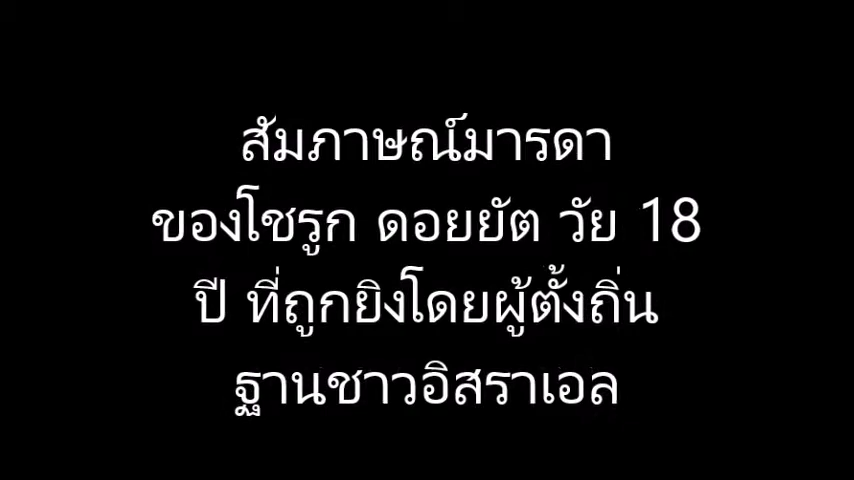 สัมภาษณ์มารดา
ของโชรูก ดอยยัต วัย 18
ปี ที่ถูกยิงโดยผู้ตั้งถิ่น
ฐานชาวอิสราเอล